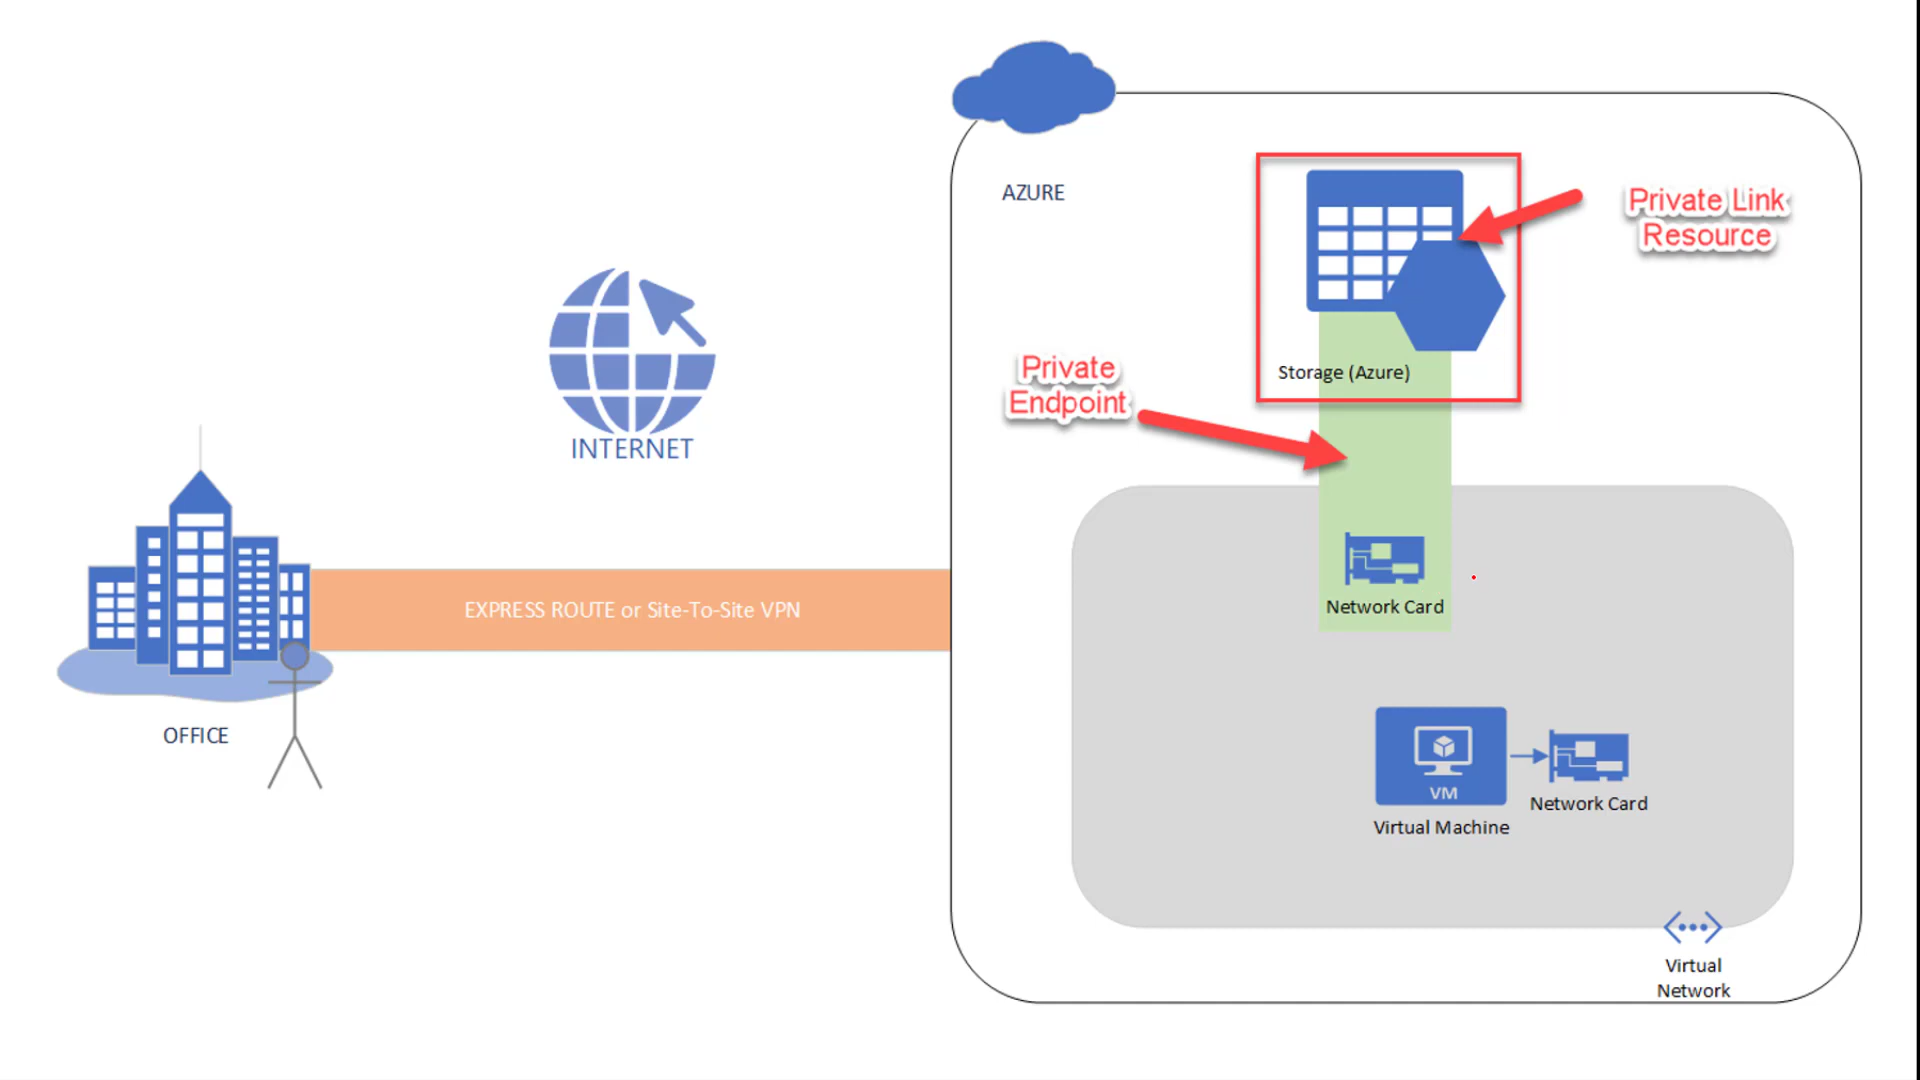 AZURE
Private Link
Resource
Private
Endpoint
Storage (Azure)
INTERNET
EXPRESS ROUTE or Site-To-Site VPN
Network Card
OFFICE
VM
Virtual Machine
Network Card
Virtual
Network